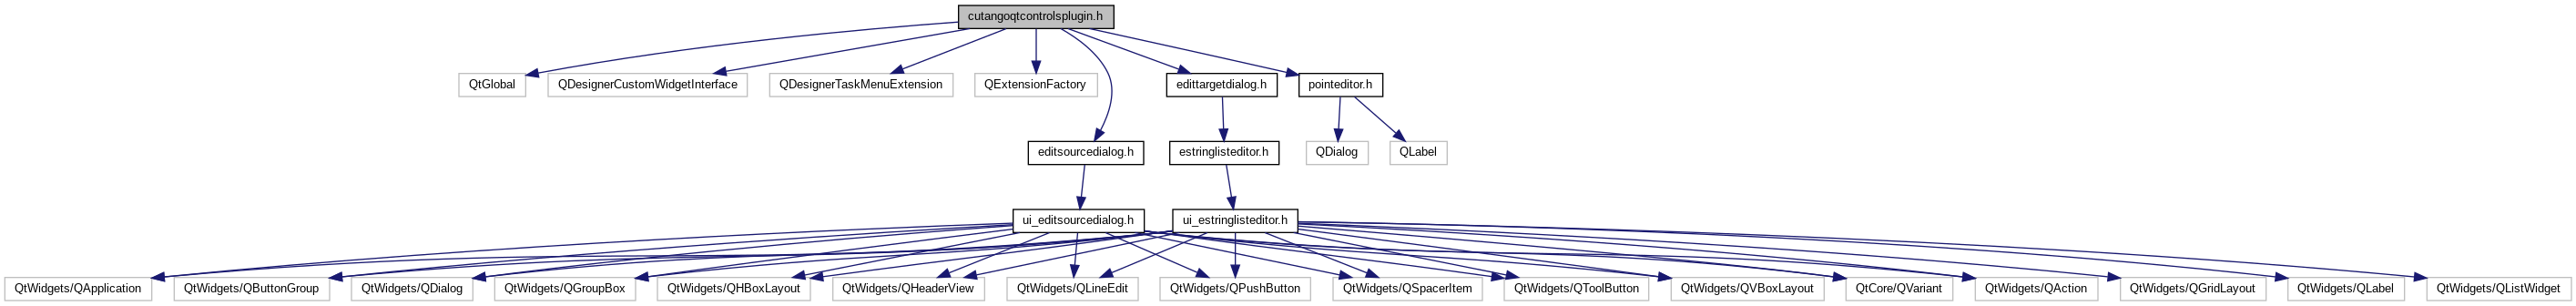 cutangoqtcontrolsplugin.h
QtGlobal
QDesignerCustomWidgetInterface
QDesignerTaskMenuExtension
QExtensionFactory
edittargetdialog.h
pointeditor.h
editsourcedialog.h
estringlisteditor.h
QDialog
QLabel
ui_editsourcedialog.h
ui_estringlisteditor.h
QtWidgets/QApplication
QtWidgets/QButtonGroup
QtWidgets/QDialog
QtWidgets/QGroupBox
QtWidgets/QHBoxLayout
QtWidgets/QHeaderView
QtWidgets/QLineEdit
QtWidgets/QPushButton
QtWidgets/QSpacerItem
QtWidgets/QToolButton
QtWidgets/QVBoxLayout
QtCore/QVariant
QtWidgets/QAction
QtWidgets/QGridLayout
QtWidgets/QLabel
QtWidgets/QListWidget